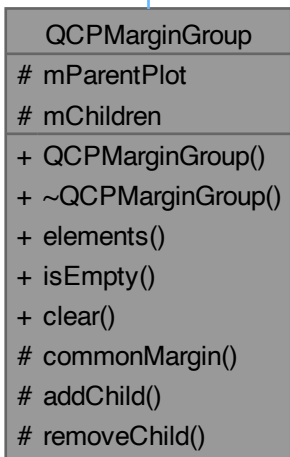 QCPMarginGroup
# mParentPlot
# mChildren
+ QCPMarginGroup()
+ ~QCPMarginGroup()
+ elements()
+ isEmpty()
+ clear()
# commonMargin()
# addChild()
# removeChild()